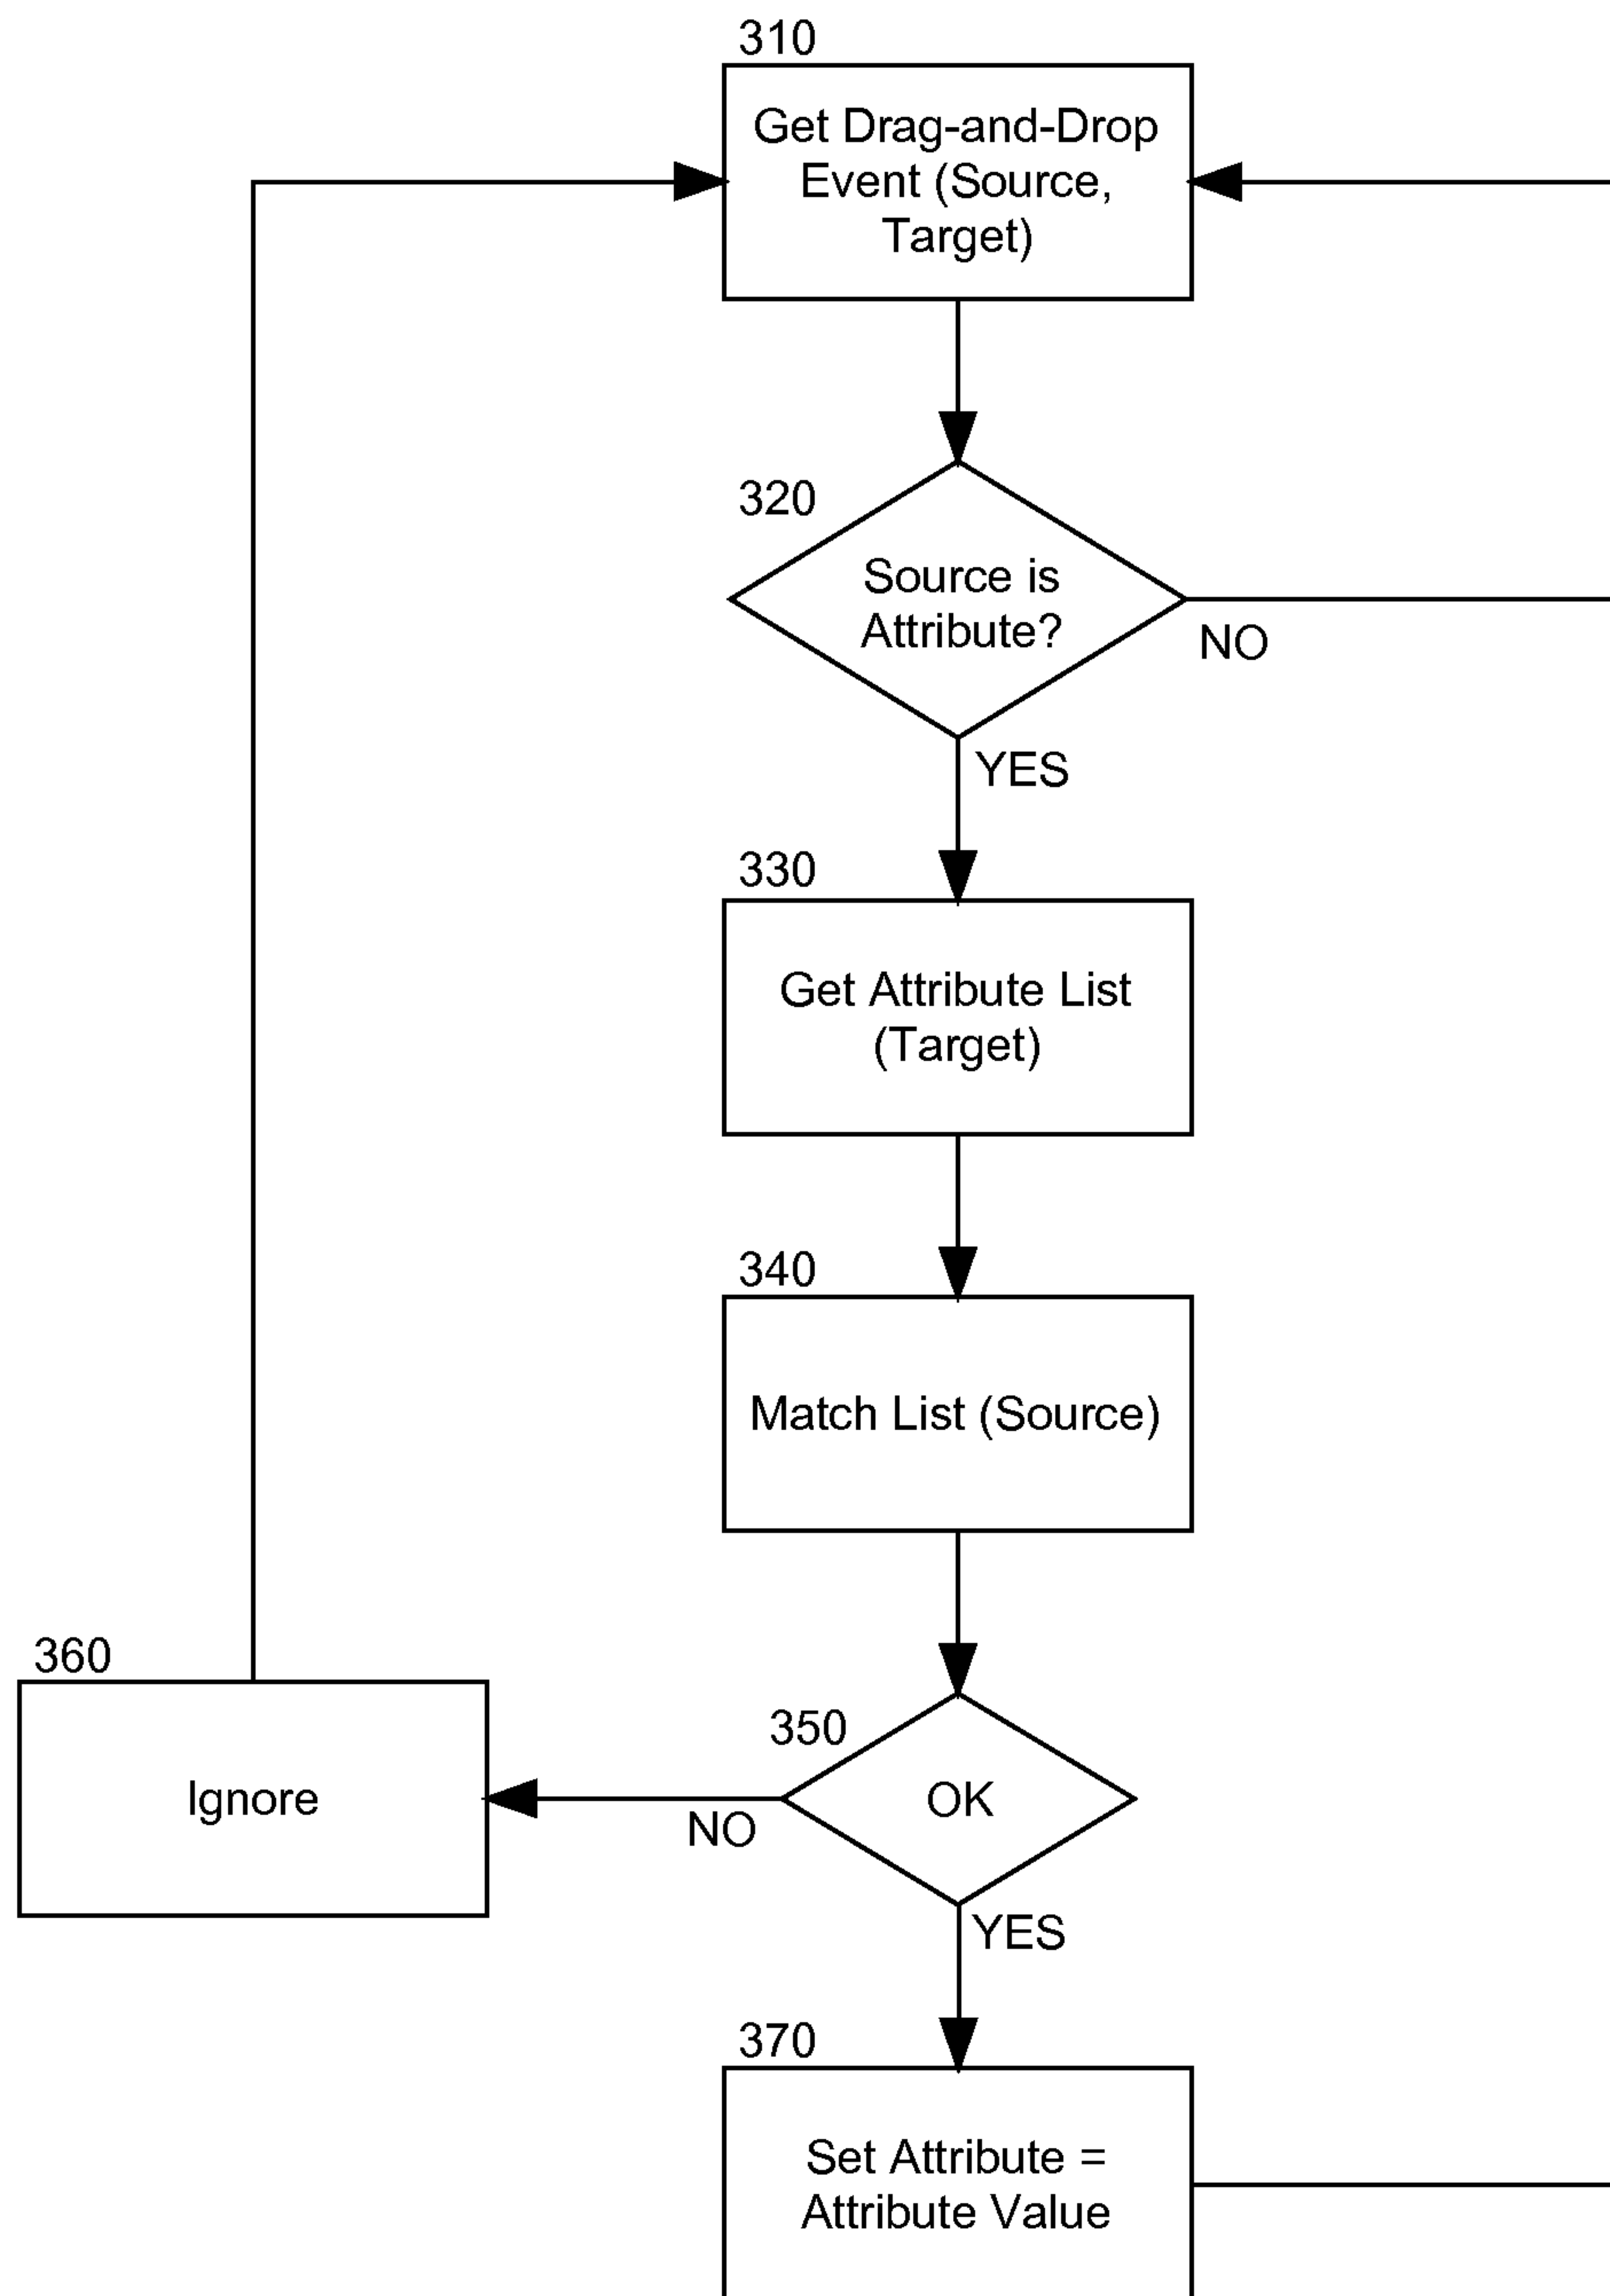 310
Get Drag-and-Drop
Event (Source,
Target)
320
Source is
Attribute?
NO
YES
330
Get Attribute List
(Target)
340
Match List (Source)
360
350
Ignore
OK
NO
YES
370
Set Attribute =
Attribute Value